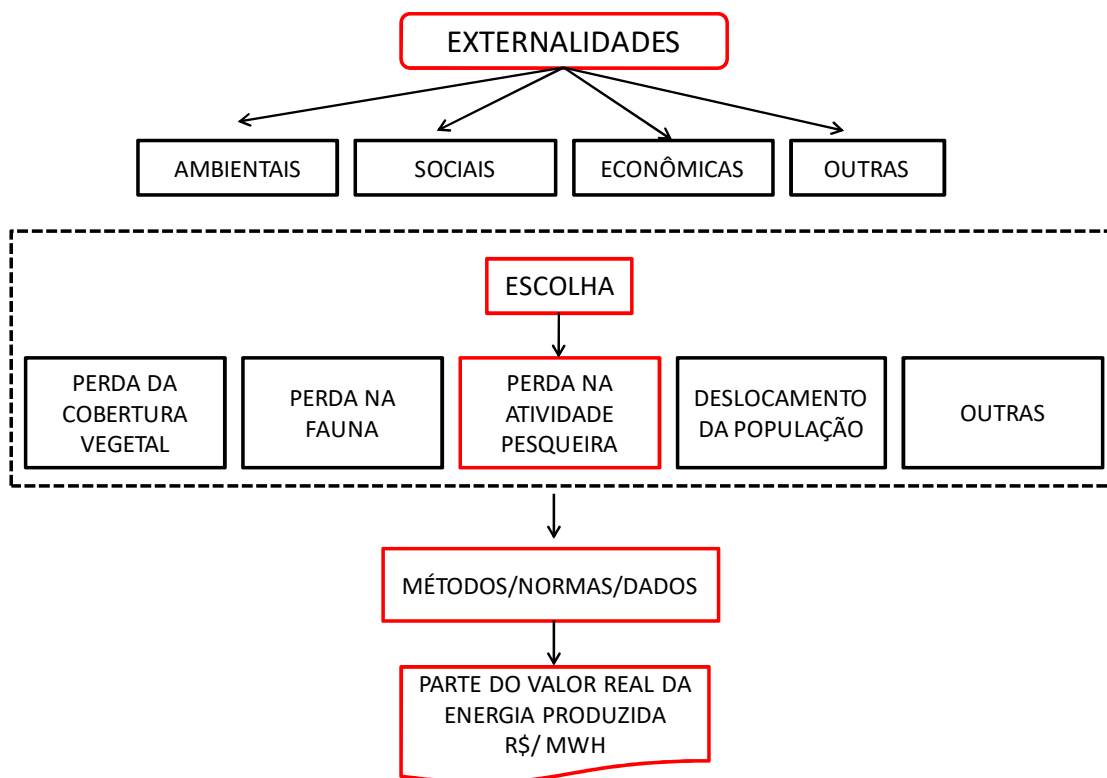 EXTERNALIDADES
AMBIENTAIS
SOCIAIS
ECONÔMICAS
OUTRAS
ESCOLHA
PERDA DA
COBERTURA
VEGETAL
PERDA NA
FAUNA
PERDA NA
ATIVIDADE
PESQUEIRA
DESLOCAMENTO
DA POPULAÇÃO
OUTRAS
MÉTODOS/NORMAS/DADOS
PARTE DO VALOR REAL DA
ENERGIA PRODUZIDA
R$/ MWH